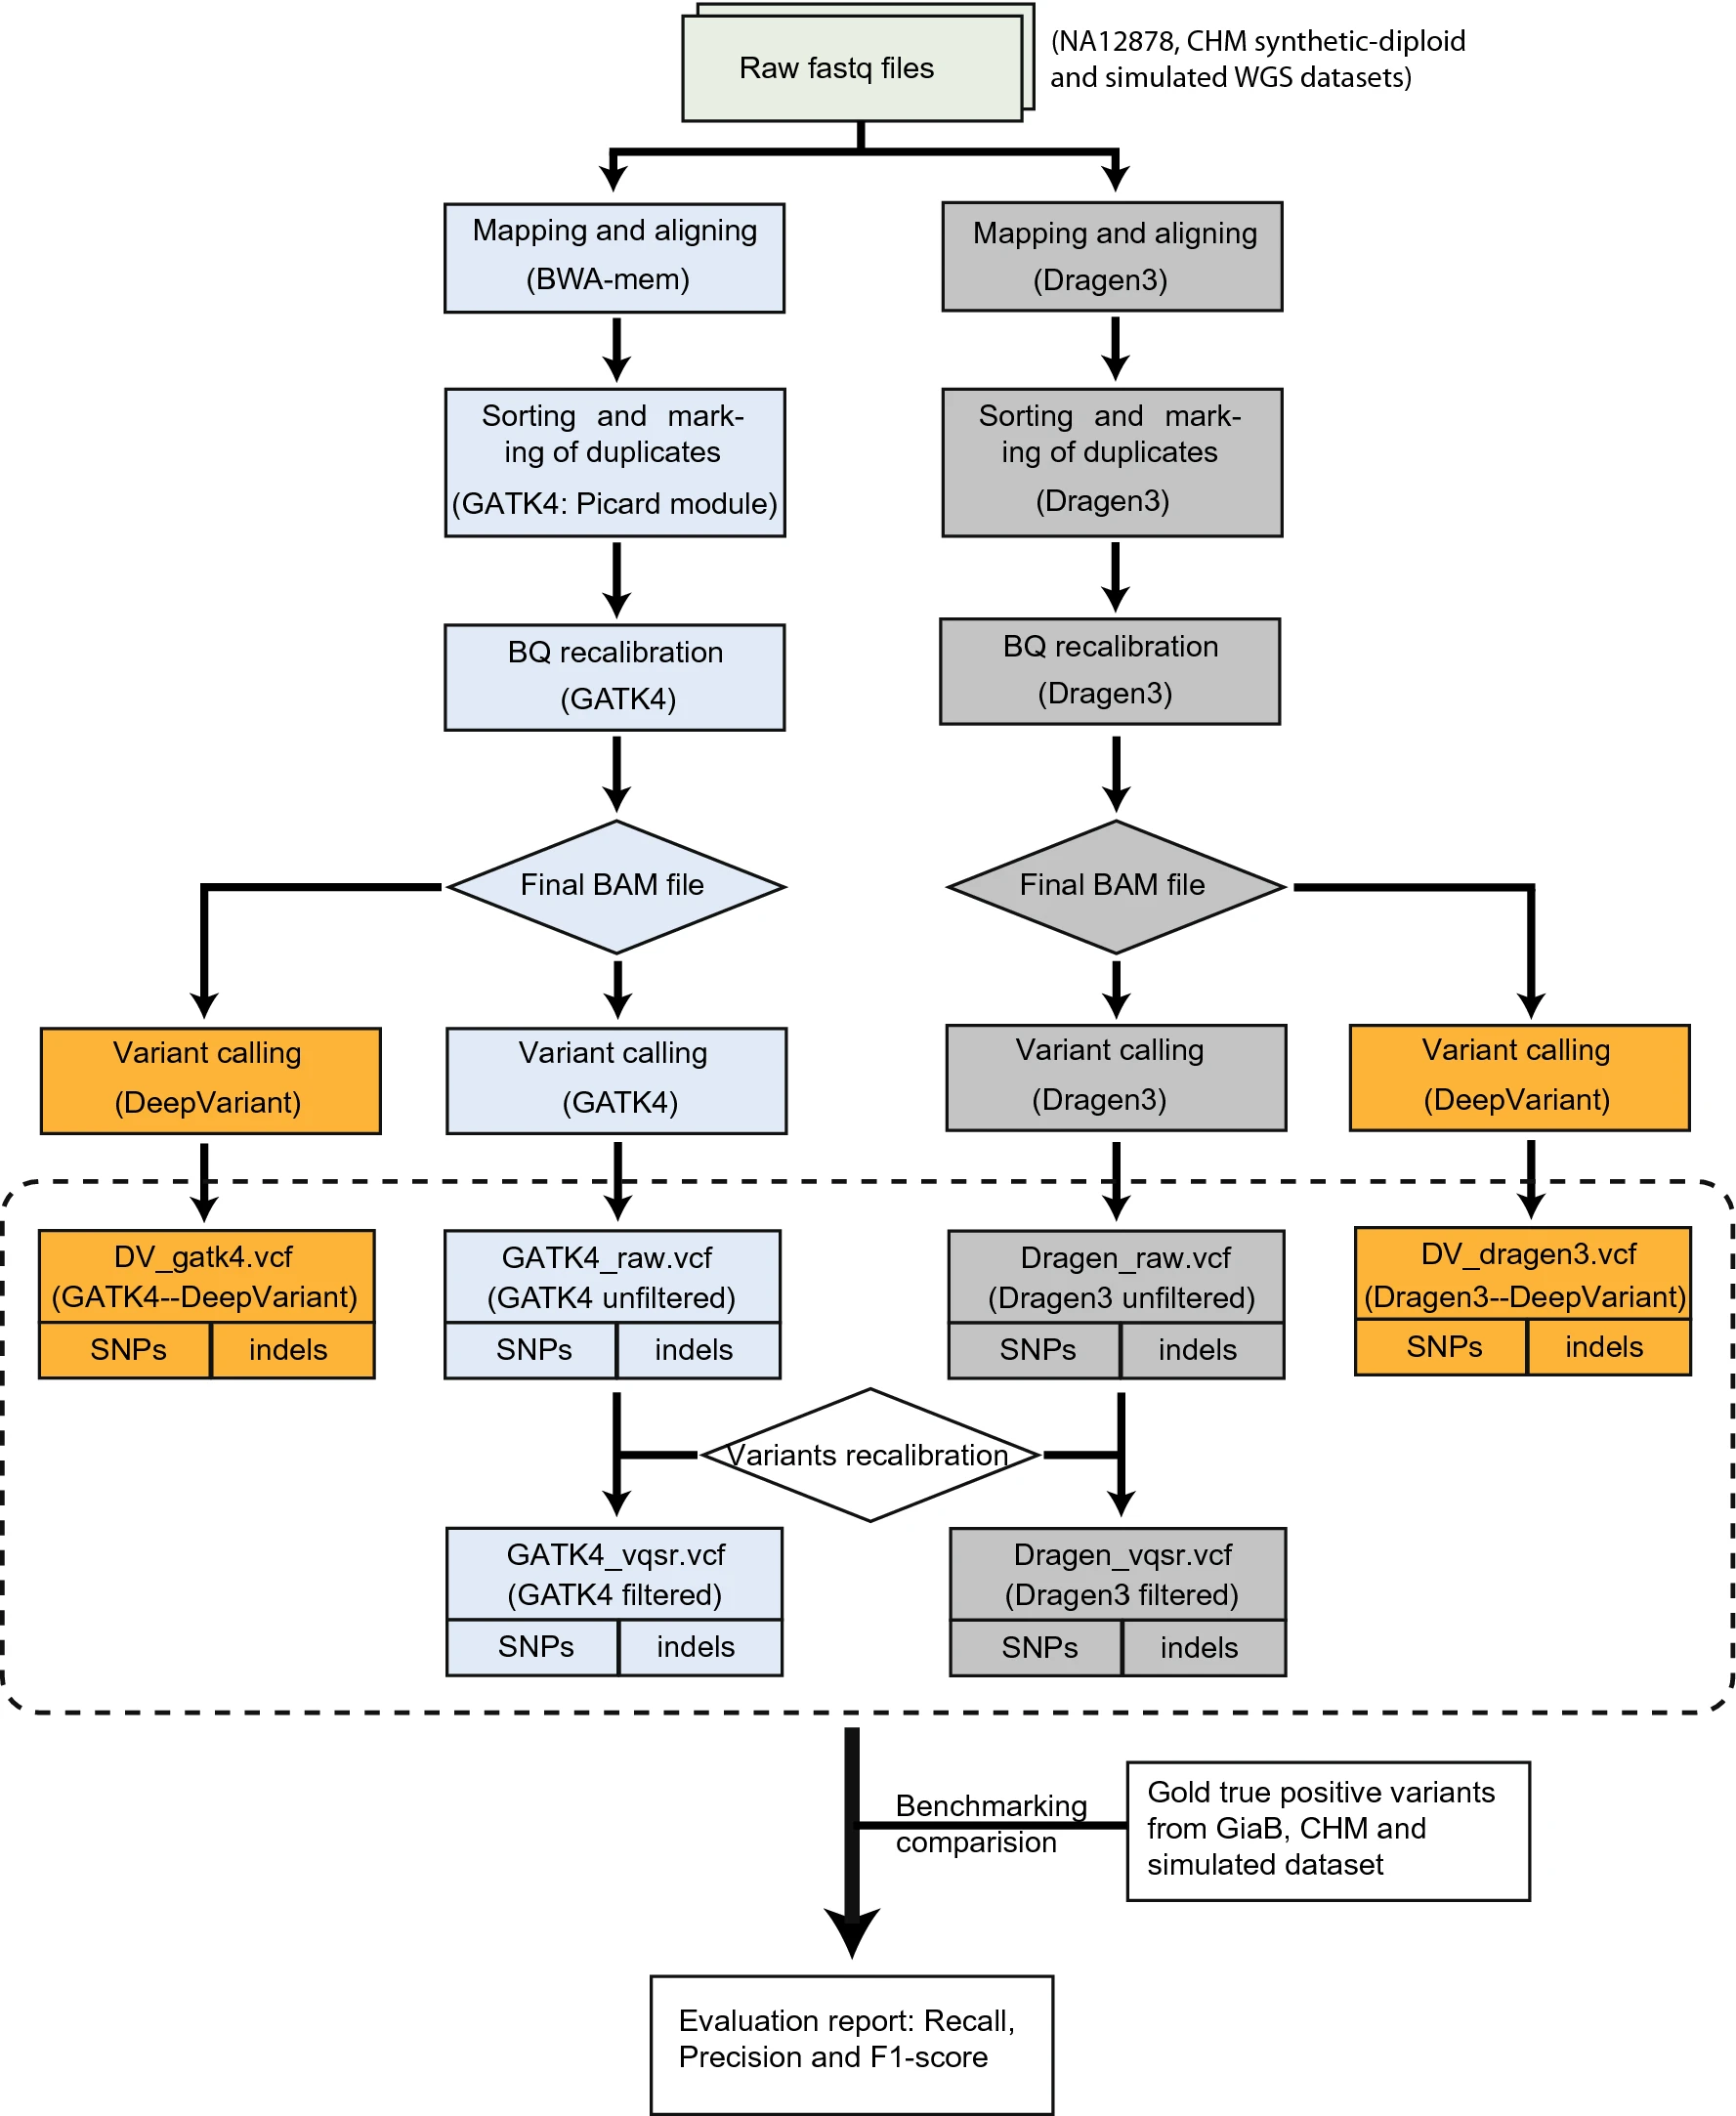 Raw fastq files
(NA12878, CHM synthetic-diploid
and simulated WGS datasets)
Mapping and aligning
(BWA-mem)
Mapping and aligning
(Dragen3)
Sorting and mark-
ing of duplicates
(GATK4: Picard module)
Sorting and mark-
ing of duplicates
(Dragen3)
BQ recalibration
(GATK4)
BQ recalibration
(Dragen3)
Final BAM file
Final BAM file
Variant calling
(DeepVariant)
Variant calling
(GATK4)
Variant calling
(Dragen3)
Variant calling
(DeepVariant)
DV_gatk4.vcf
(GATK4--DeepVariant)
SNPs
indels
GATK4_raw.vcf
(GATK4 unfiltered)
SNPs
indels
Dragen_raw.vcf
(Dragen3 unfiltered)
SNPs
indels
DV_dragen3.vcf
(Dragen3--DeepVariant)
SNPs
indels
Variants recalibration
GATK4_vqsr.vcf
(GATK4 filtered)
SNPs
indels
Dragen_vqsr.vcf
(Dragen3 filtered)
SNPs
indels
Benchmarking
comparision
Gold true positive variants
from GiaB, CHM and
simulated dataset
Evaluation report: Recall,
Precision and F1-score